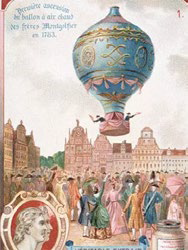 Première ascension
du ballon à air chaud
des frères Montgolfier
en 1783.
1.